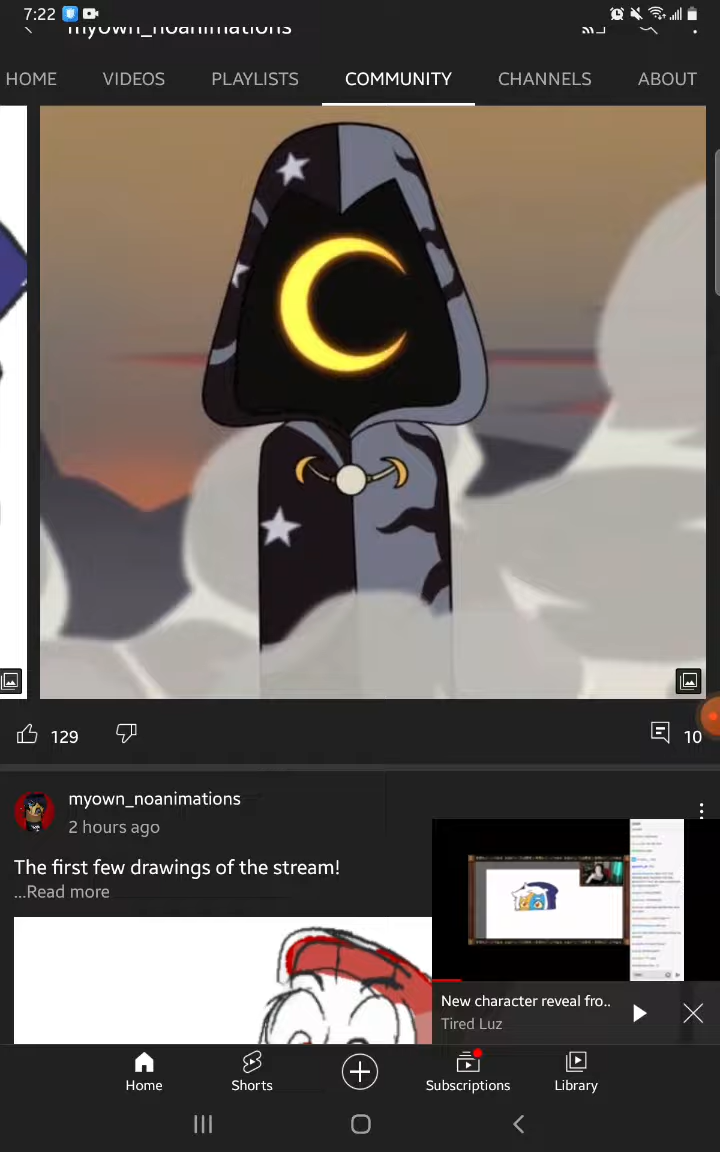 7:22
myown_noanimations
HOME VIDEOS PLAYLISTS COMMUNITY CHANNELS ABOUT
129
10
myown_noanimations
2 hours ago
The first few drawings of the stream!
...Read more
New character reveal fro..
Tired Luz
Home Shorts Subscriptions Library